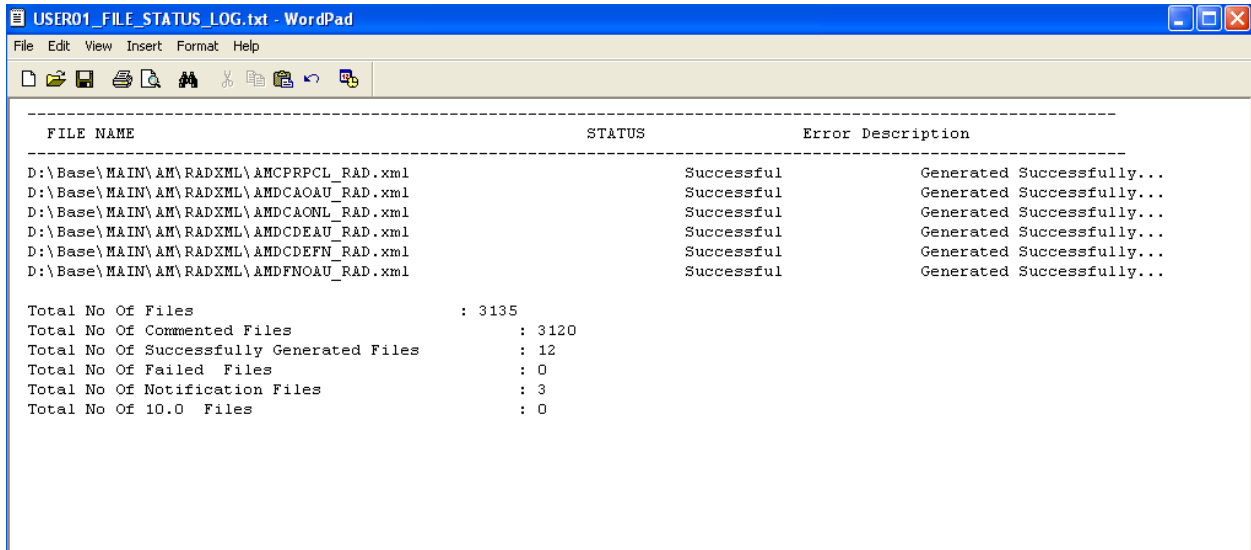 USER01_FILE_STATUS_LOG.txt - WordPad
File Edit View Insert Format Help
--------------------------------------------------------------------------------------------------------------
FILE NAME STATUS Error Description
---------------------------------------------------------------------------------------------------------------
D:\Base\MAIN\AM\RADXML\AMCPRPCL_RAD.xml Successful Generated Successfully...
D:\Base\MAIN\AM\RADXML\AMDCAOAU_RAD.xml Successful Generated Successfully...
D:\Base\MAIN\AM\RADXML\AMDCAONL_RAD.xml Successful Generated Successfully...
D:\Base\MAIN\AM\RADXML\AMDCDEAU_RAD.xml Successful Generated Successfully...
D:\Base\MAIN\AM\RADXML\AMDCDEFN_RAD.xml Successful Generated Successfully...
D:\Base\MAIN\AM\RADXML\AMDFNOAU_RAD.xml Successful Generated Successfully...
Total No Of Files : 3135
Total No Of Commented Files : 3120
Total No Of Successfully Generated Files : 12
Total No Of Failed Files : 0
Total No Of Notification Files : 3
Total No Of 10.0 Files : 0